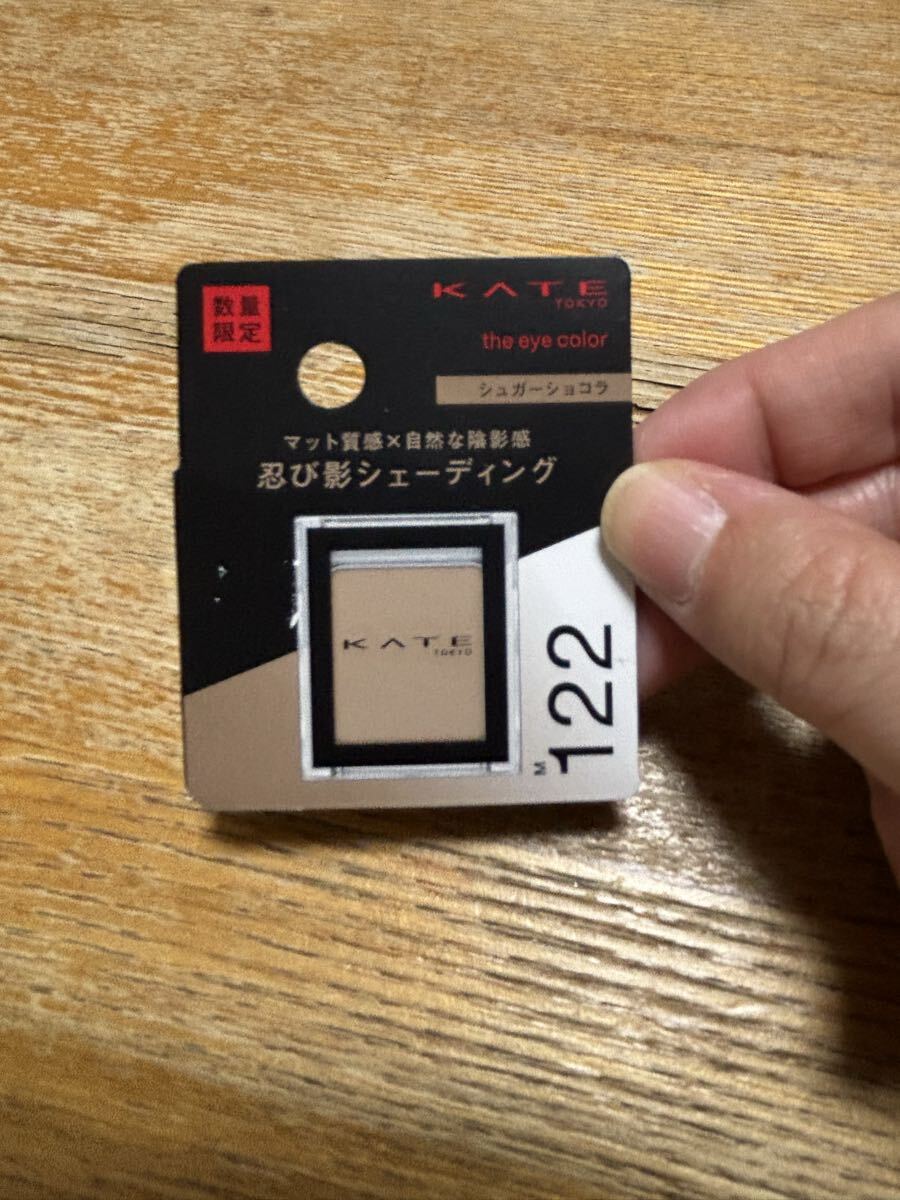 数量
限定
KATE
TOKYO
the eye color
シュガーショコラ
マット質感×自然な陰影感
忍び影シェーディング
KATE
TOKYO
M
122